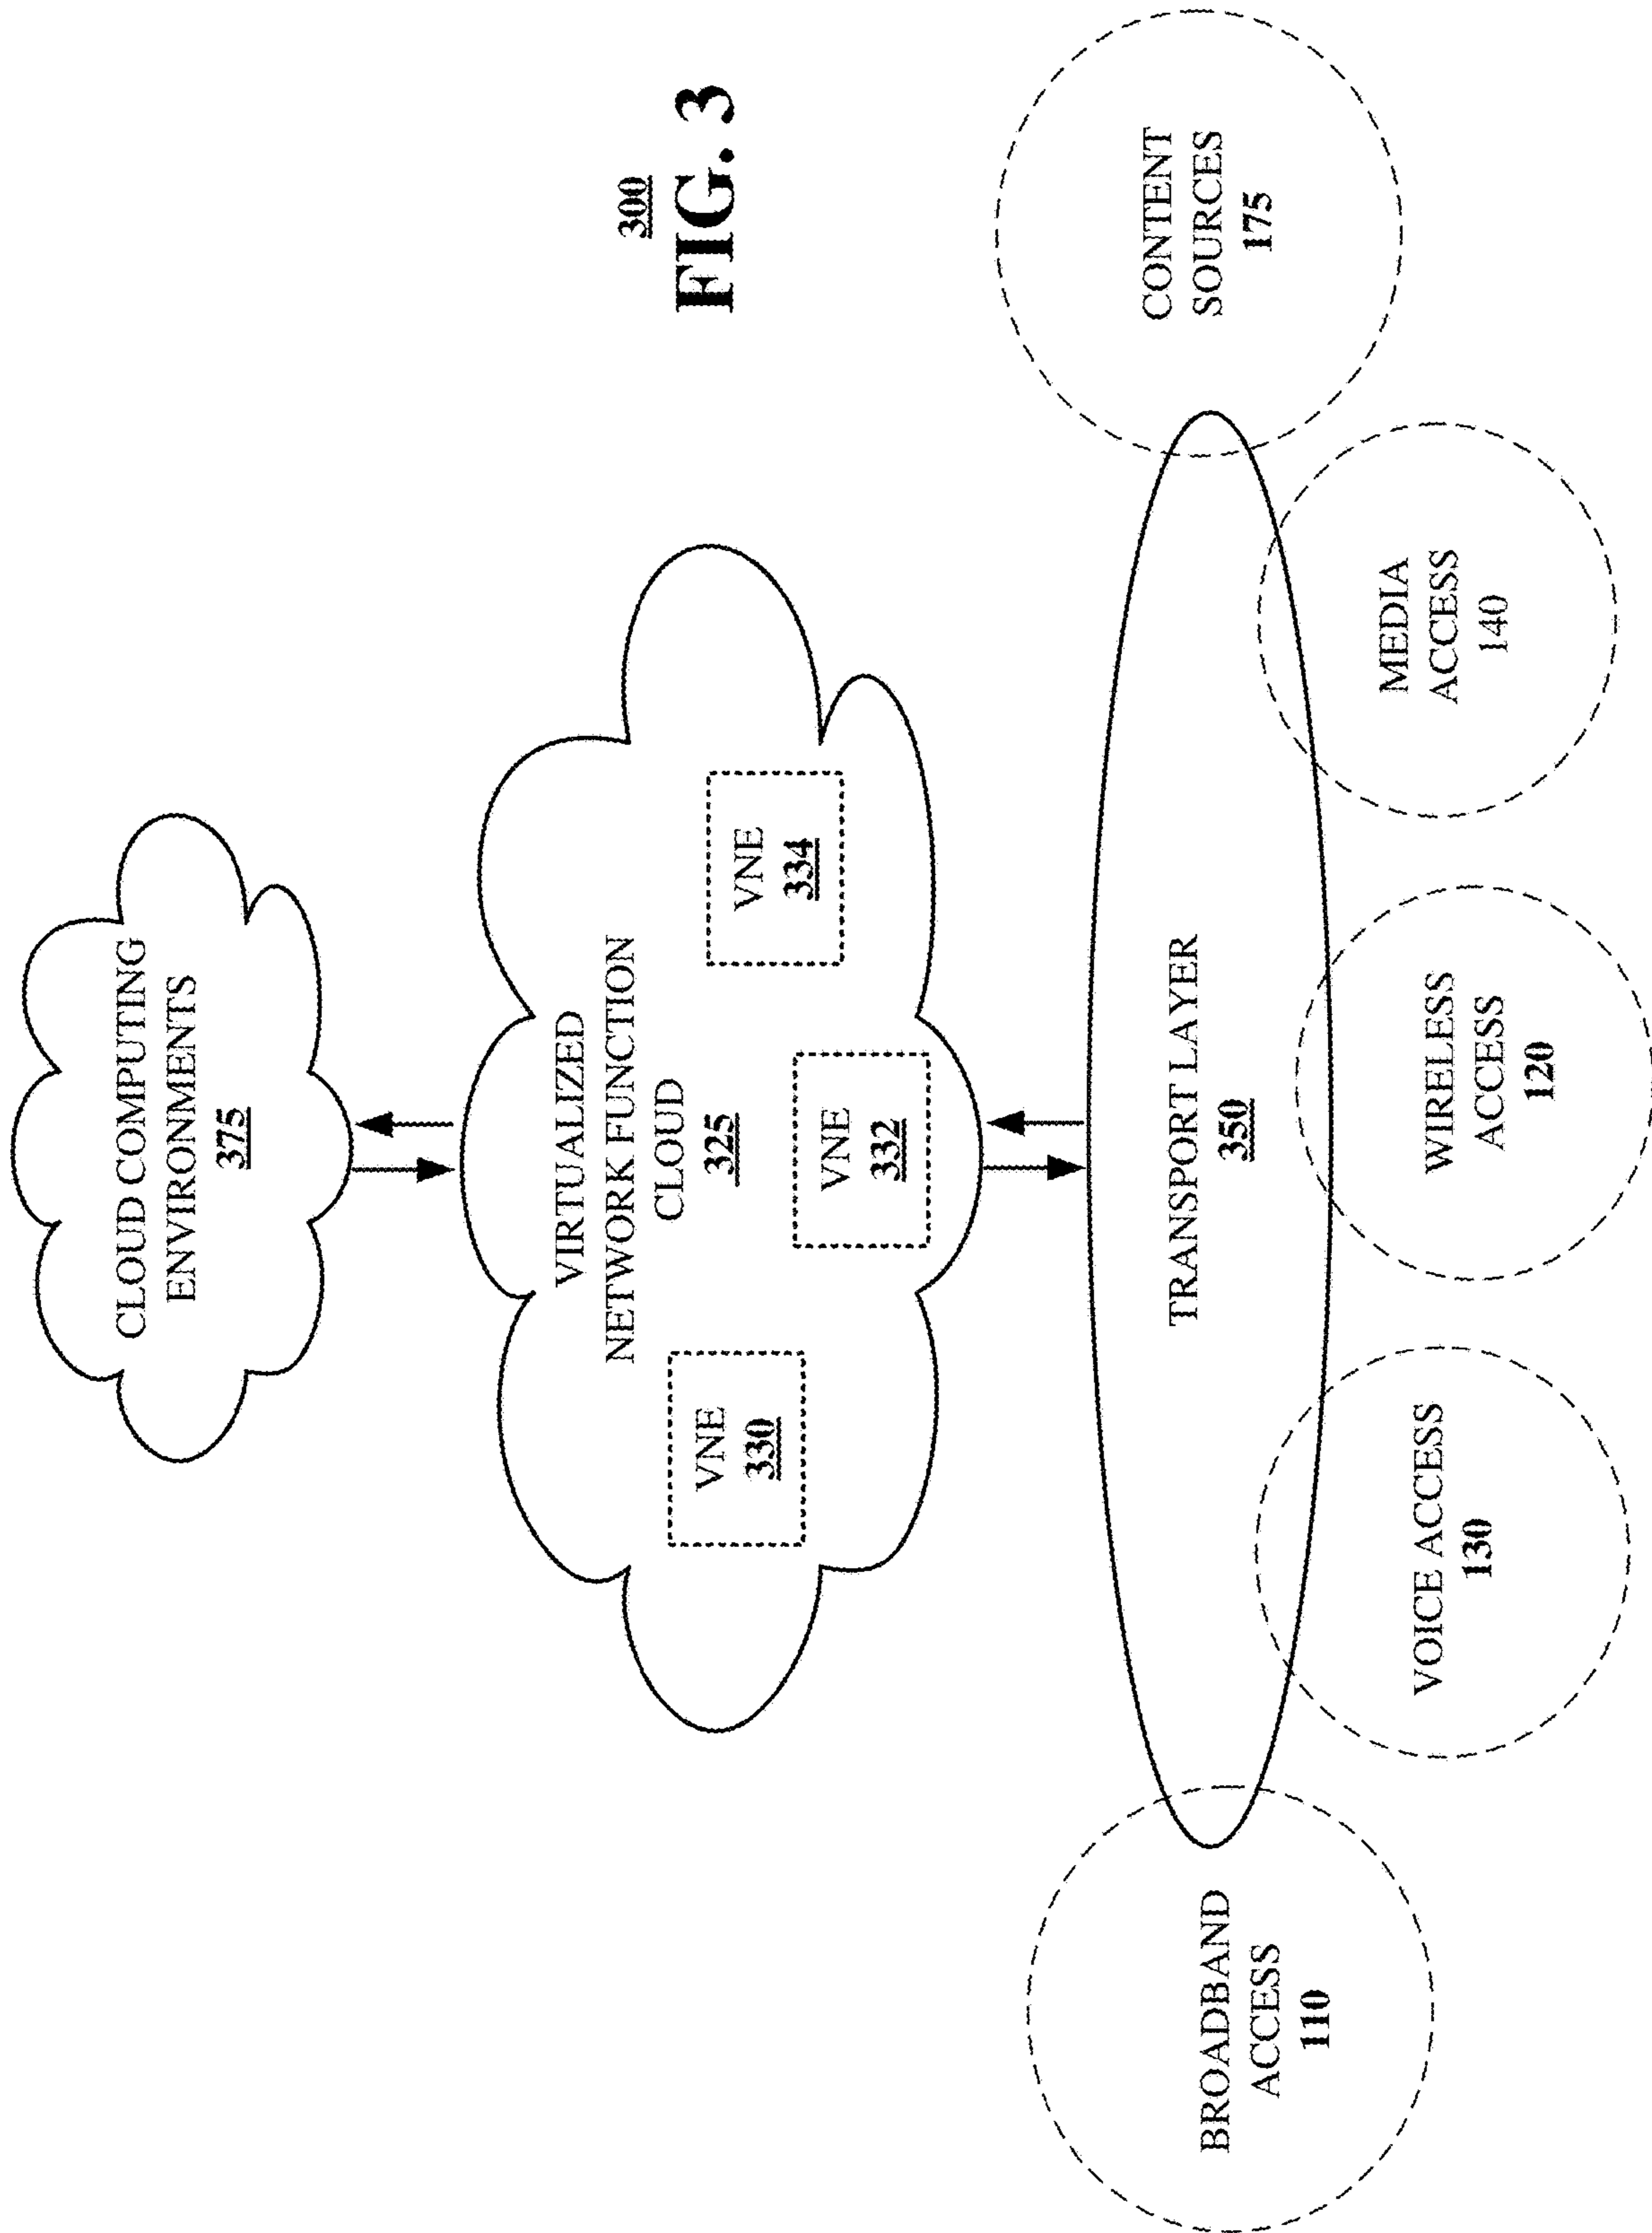 CLOUD COMPUTING
ENVIRONMENTS
375
VIRTUALIZED
NETWORK FUNCTION
CLOUD
325
VNE
330
VNE
332
VNE
334
300
FIG. 3
TRANSPORT LAYER
350
BROADBAND
ACCESS
110
VOICE ACCESS
130
WIRELESS
ACCESS
120
MEDIA
ACCESS
140
CONTENT
SOURCES
175